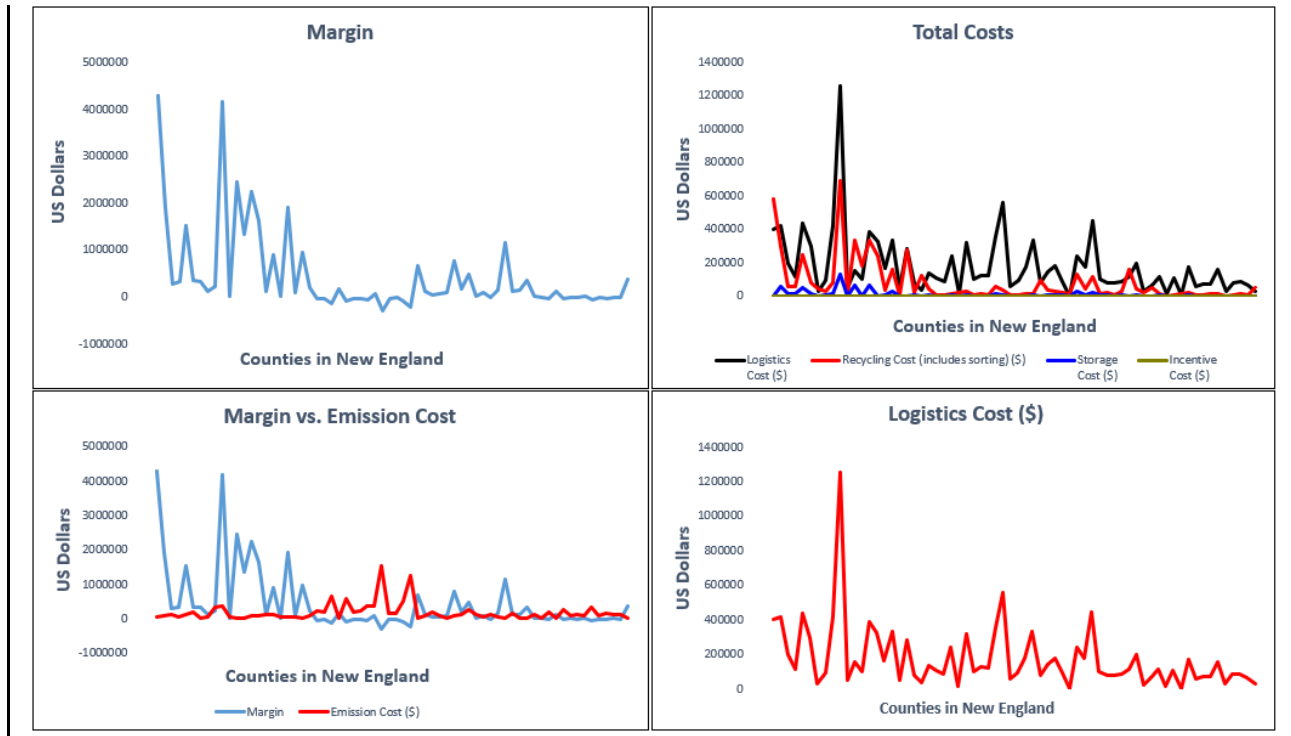 Margin
5000000
4000000
3000000
2000000
1000000
0
-1000000
US Dollars
Counties in New England
Total Costs
1400000
1200000
1000000
800000
600000
400000
200000
0
US Dollars
Counties in New England
Logistics Cost ($)
Recycling Cost (includes sorting) ($)
Storage Cost ($)
Incentive Cost ($)
Margin vs. Emission Cost
5000000
4000000
3000000
2000000
1000000
0
-1000000
US Dollars
Counties in New England
Margin
Emission Cost ($)
Logistics Cost ($)
1400000
1200000
1000000
800000
600000
400000
200000
0
US Dollars
Counties in New England